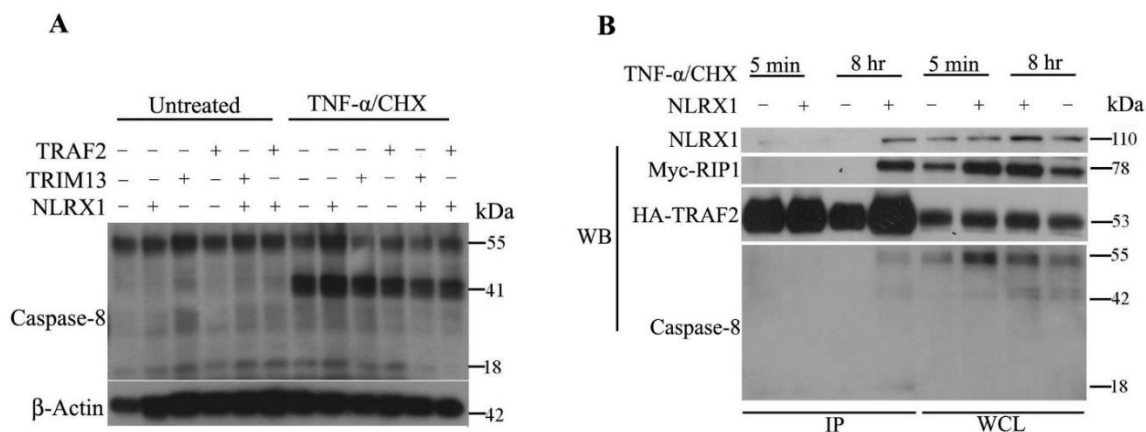 A
Untreated TNF-α/CHX
TRAF2 − − − + − + − − − + − +
TRIM13 − − + − + − − − + − + −
NLRX1 − + − − + + − + − − + +
kDa
55
41
Caspase-8
18
β-Actin
42
B
TNF-α/CHX 5 min 8 hr 5 min 8 hr
NLRX1 − + − + − + + − kDa
NLRX1 110
Myc-RIP1 78
HA-TRAF2 53
WB
55
42
Caspase-8
18
IP WCL